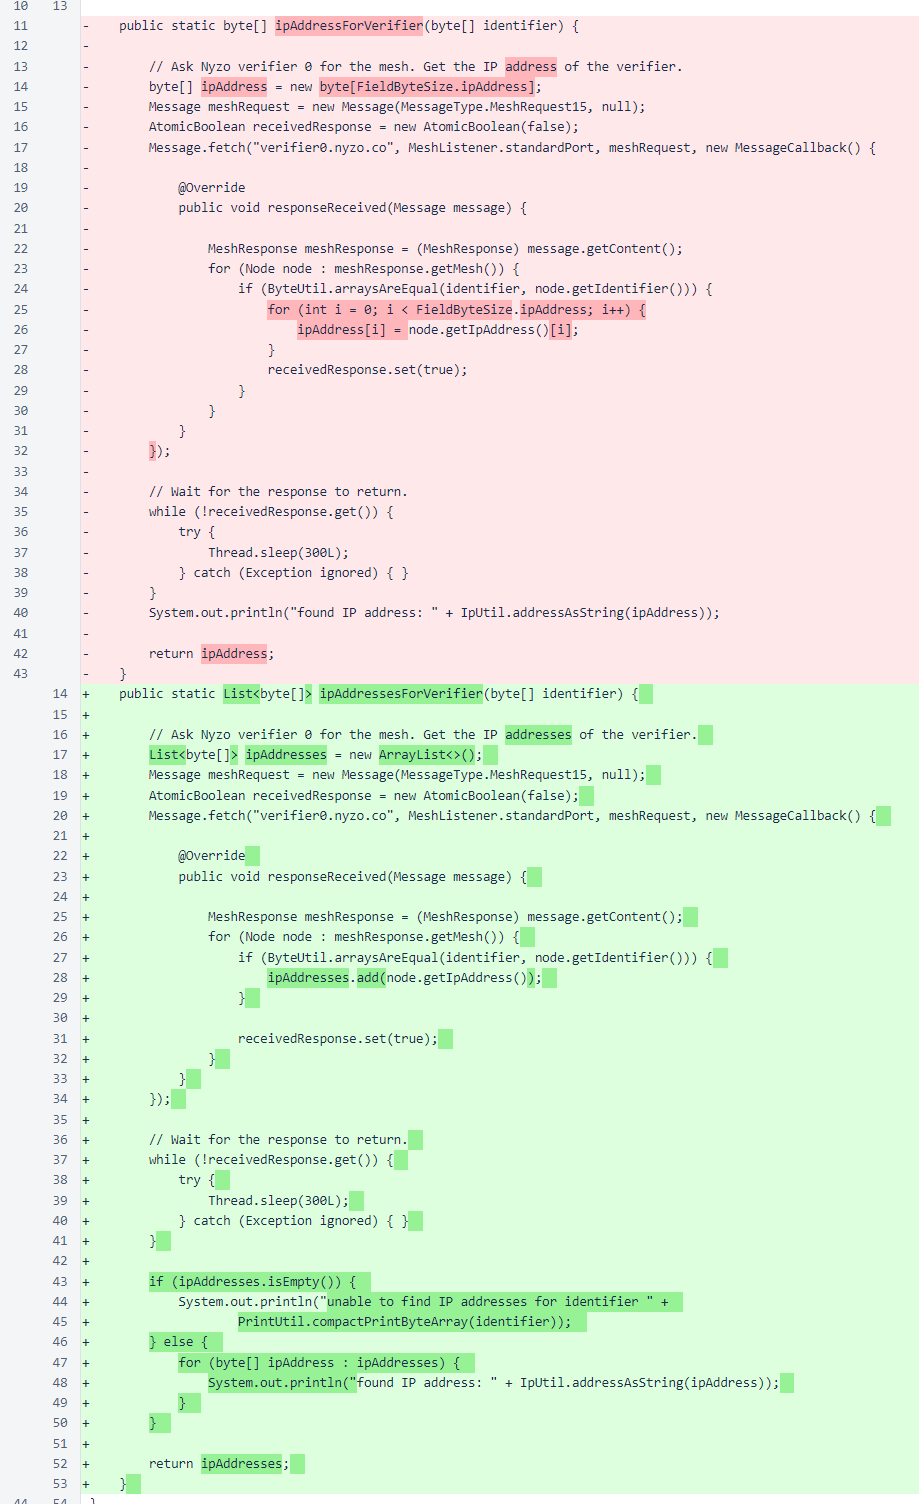 10 13
11 - public static byte[] ipAddressForVerifier(byte[] identifier) {
12 -
13 - // Ask Nyzo verifier 0 for the mesh. Get the IP address of the verifier.
14 - byte[] ipAddress = new byte[FieldByteSize.ipAddress];
15 - Message meshRequest = new Message(MessageType.MeshRequest15, null);
16 - AtomicBoolean receivedResponse = new AtomicBoolean(false);
17 - Message.fetch("verifier0.nyzo.co", MeshListener.standardPort, meshRequest, new MessageCallback() {
18 -
19 - @Override
20 - public void responseReceived(Message message) {
21 -
22 - MeshResponse meshResponse = (MeshResponse) message.getContent();
23 - for (Node node : meshResponse.getMesh()) {
24 - if (ByteUtil.arraysAreEqual(identifier, node.getIdentifier())) {
25 - for (int i = 0; i < FieldByteSize.ipAddress; i++) {
26 - ipAddress[i] = node.getIpAddress()[i];
27 - }
28 - receivedResponse.set(true);
29 - }
30 - }
31 - }
32 - });
33 -
34 - // Wait for the response to return.
35 - while (!receivedResponse.get()) {
36 - try {
37 - Thread.sleep(300L);
38 - } catch (Exception ignored) { }
39 - }
40 - System.out.println("found IP address: " + IpUtil.addressAsString(ipAddress));
41 -
42 - return ipAddress;
43 - }
14 + public static List<byte[]> ipAddressesForVerifier(byte[] identifier) {
15 +
16 + // Ask Nyzo verifier 0 for the mesh. Get the IP addresses of the verifier.
17 + List<byte[]> ipAddresses = new ArrayList<>();
18 + Message meshRequest = new Message(MessageType.MeshRequest15, null);
19 + AtomicBoolean receivedResponse = new AtomicBoolean(false);
20 + Message.fetch("verifier0.nyzo.co", MeshListener.standardPort, meshRequest, new MessageCallback() {
21 +
22 + @Override
23 + public void responseReceived(Message message) {
24 +
25 + MeshResponse meshResponse = (MeshResponse) message.getContent();
26 + for (Node node : meshResponse.getMesh()) {
27 + if (ByteUtil.arraysAreEqual(identifier, node.getIdentifier())) {
28 + ipAddresses.add(node.getIpAddress());
29 + }
30 +
31 + receivedResponse.set(true);
32 + }
33 + }
34 + });
35 +
36 + // Wait for the response to return.
37 + while (!receivedResponse.get()) {
38 + try {
39 + Thread.sleep(300L);
40 + } catch (Exception ignored) { }
41 + }
42 +
43 + if (ipAddresses.isEmpty()) {
44 + System.out.println("unable to find IP addresses for identifier " +
45 + PrintUtil.compactPrintByteArray(identifier));
46 + } else {
47 + for (byte[] ipAddress : ipAddresses) {
48 + System.out.println("found IP address: " + IpUtil.addressAsString(ipAddress));
49 + }
50 + }
51 +
52 + return ipAddresses;
53 + }
44 54 }